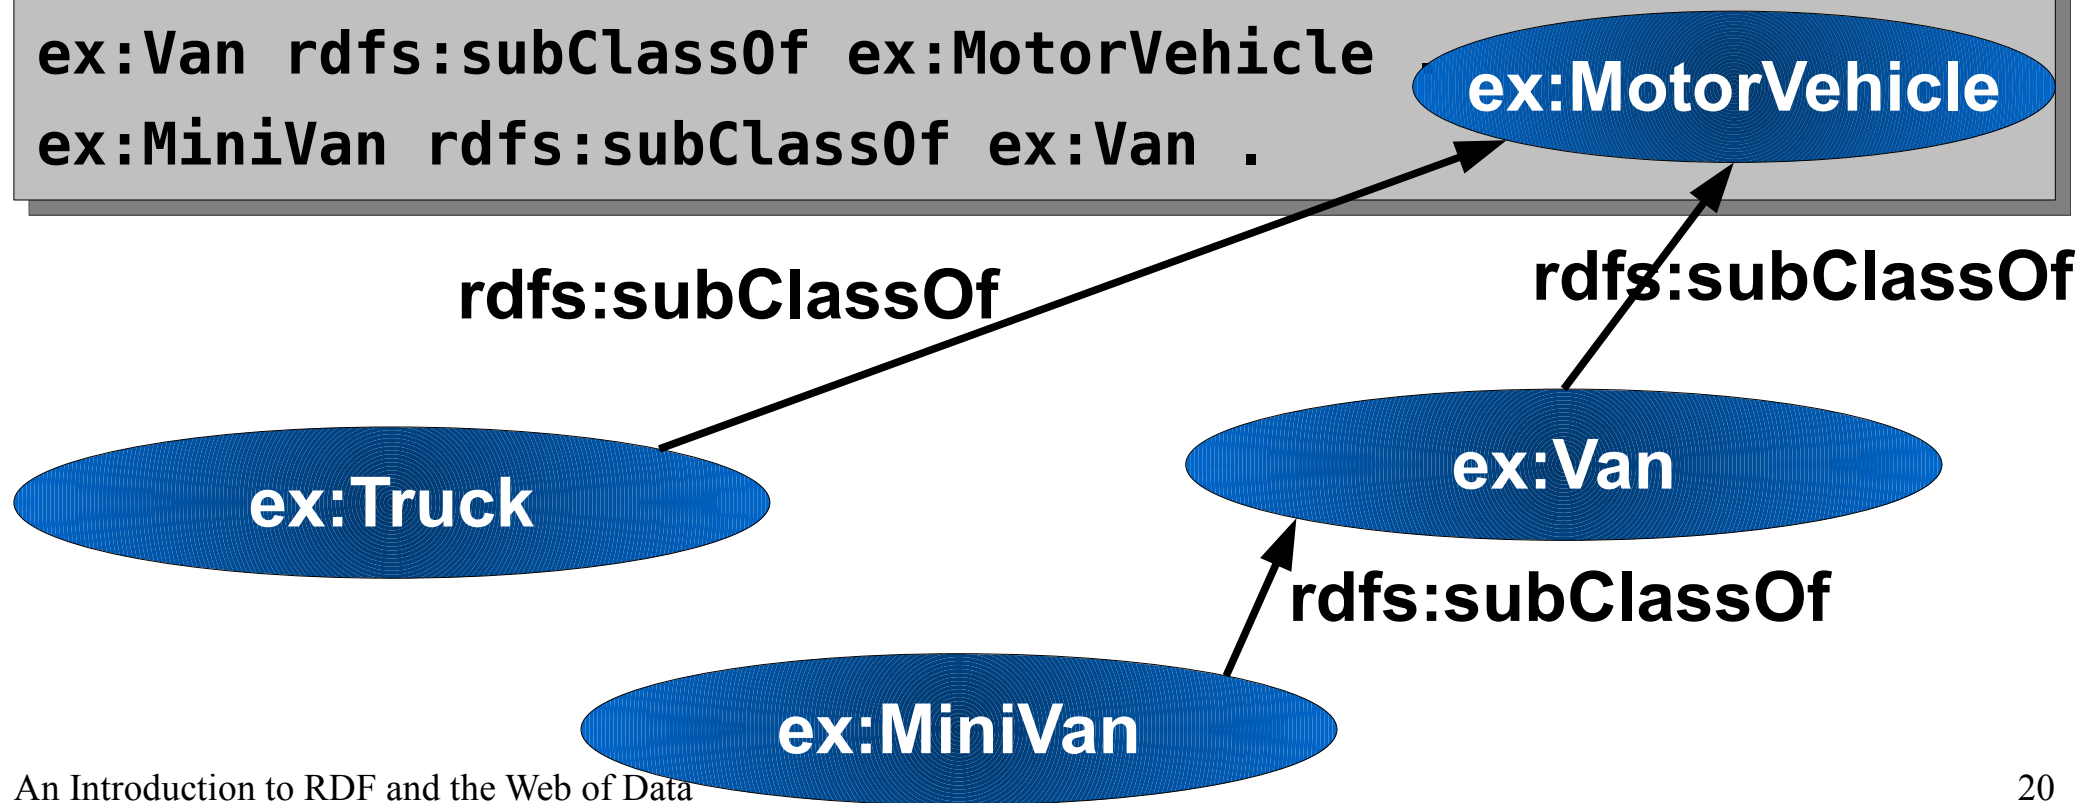 ex:Van rdfs:subClassOf ex:MotorVehicle .
ex:MiniVan rdfs:subClassOf ex:Van .
ex:MotorVehicle
rdfs:subClassOf
rdfs:subClassOf
ex:Truck
ex:Van
rdfs:subClassOf
ex:MiniVan
An Introduction to RDF and the Web of Data
20